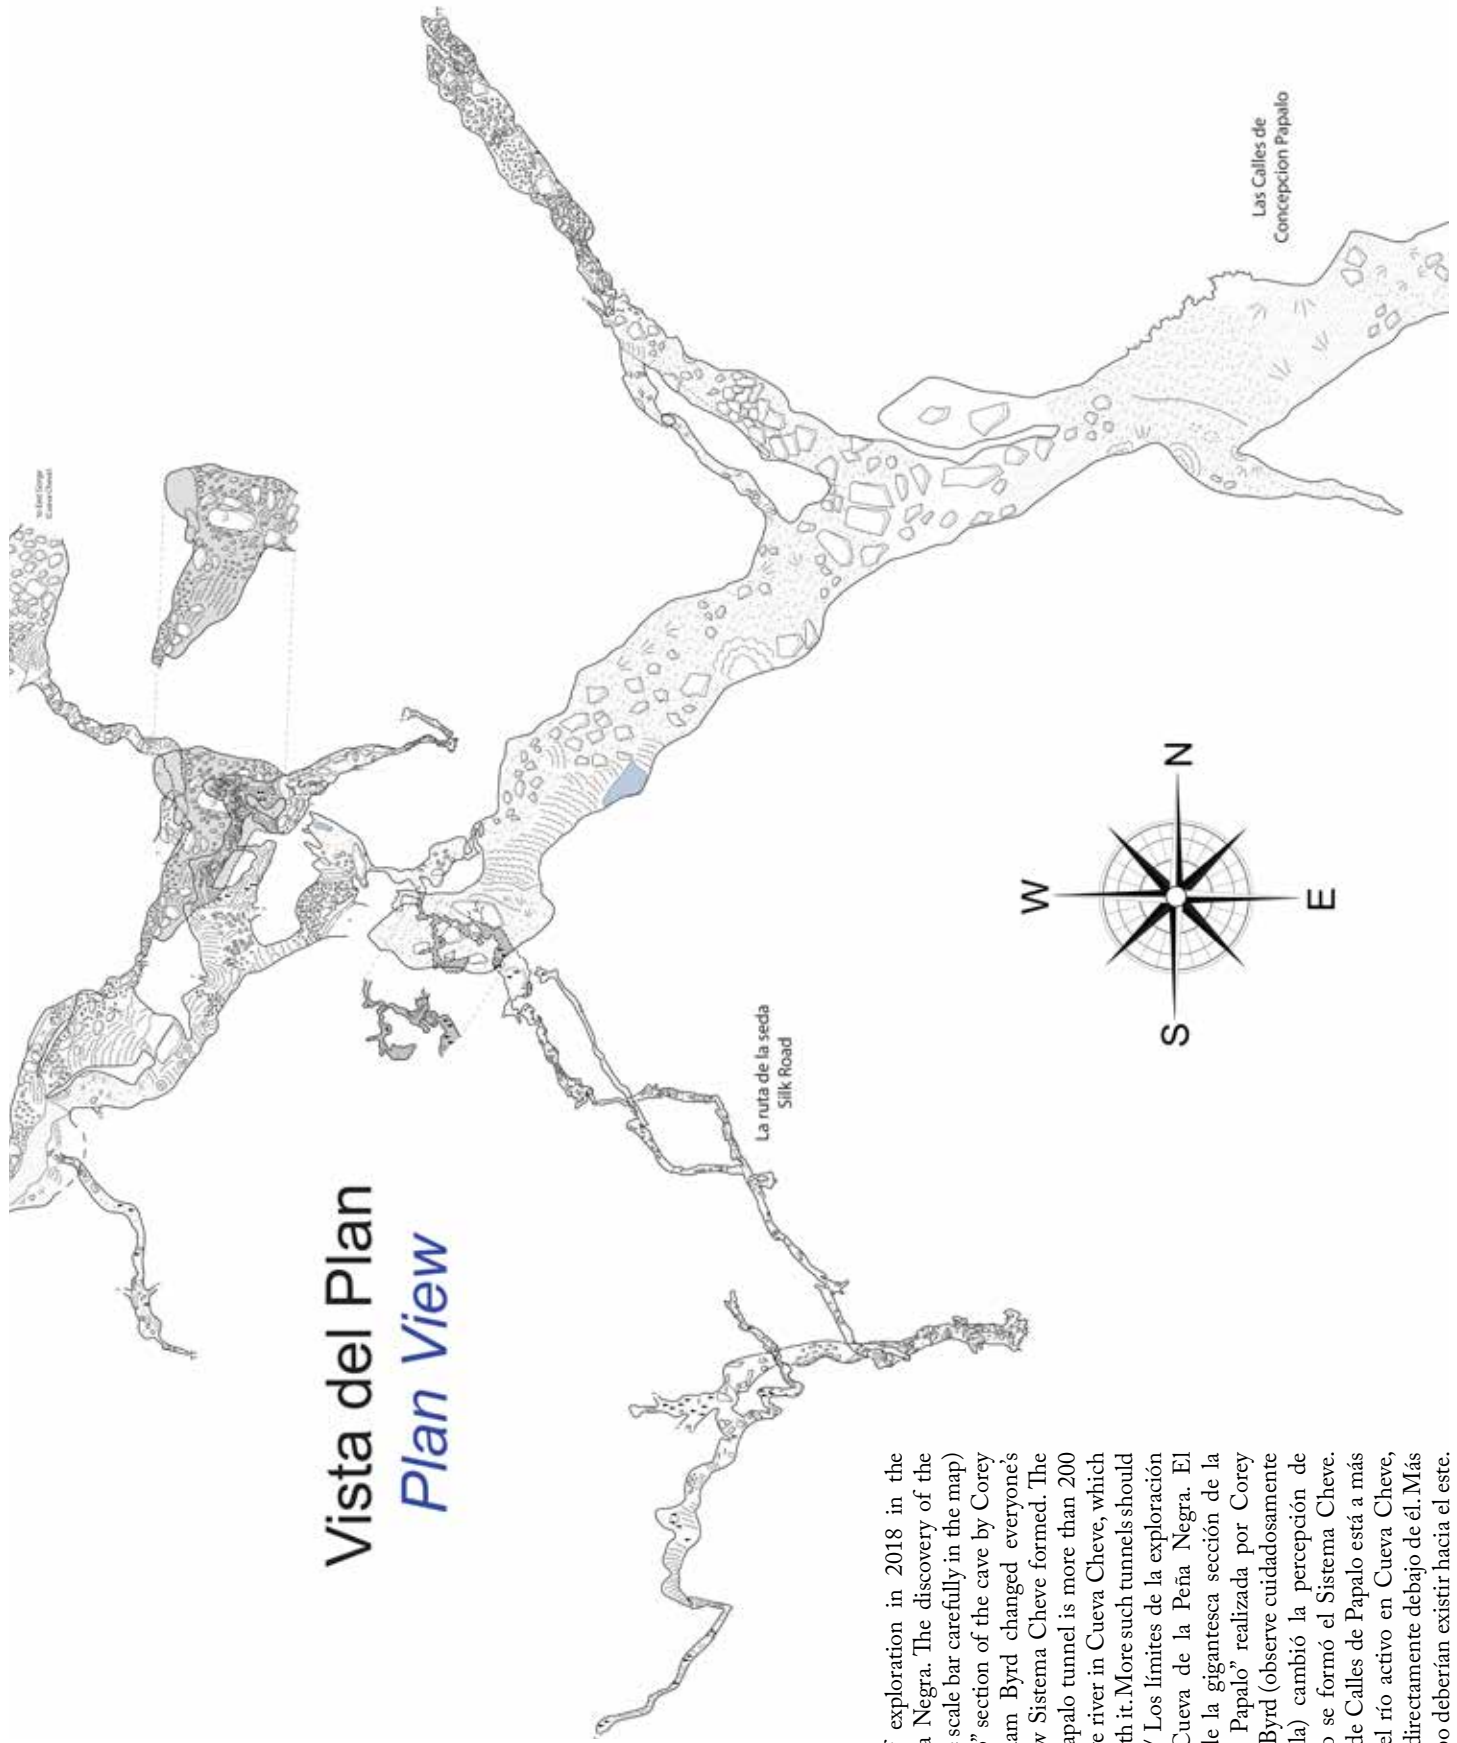 Vista del Plan
Plan View
Las Calles de
Concepcion Papalo
La ruta de la seda
Silk Road
W
N
S
E
exploration in 2018 in the
Negra. The discovery of the
scale bar carefully in the map)
section of the cave by Corey
Byrd changed everyone's
Sistema Cheve formed. The
tunnel is more than 200
river in Cueva Cheve, which
it. More such tunnels should
Los límites de la exploración
Cueva de la Peña Negra. El
de la gigantesca sección de la
Papalo” realizada por Corey
Byrd (observe cuidadosamente
cambió la percepción de
se formó el Sistema Cheve.
de Calles de Papalo está a más
el río activo en Cueva Cheve,
directamente debajo de él. Más
deberían existir hacia el este.